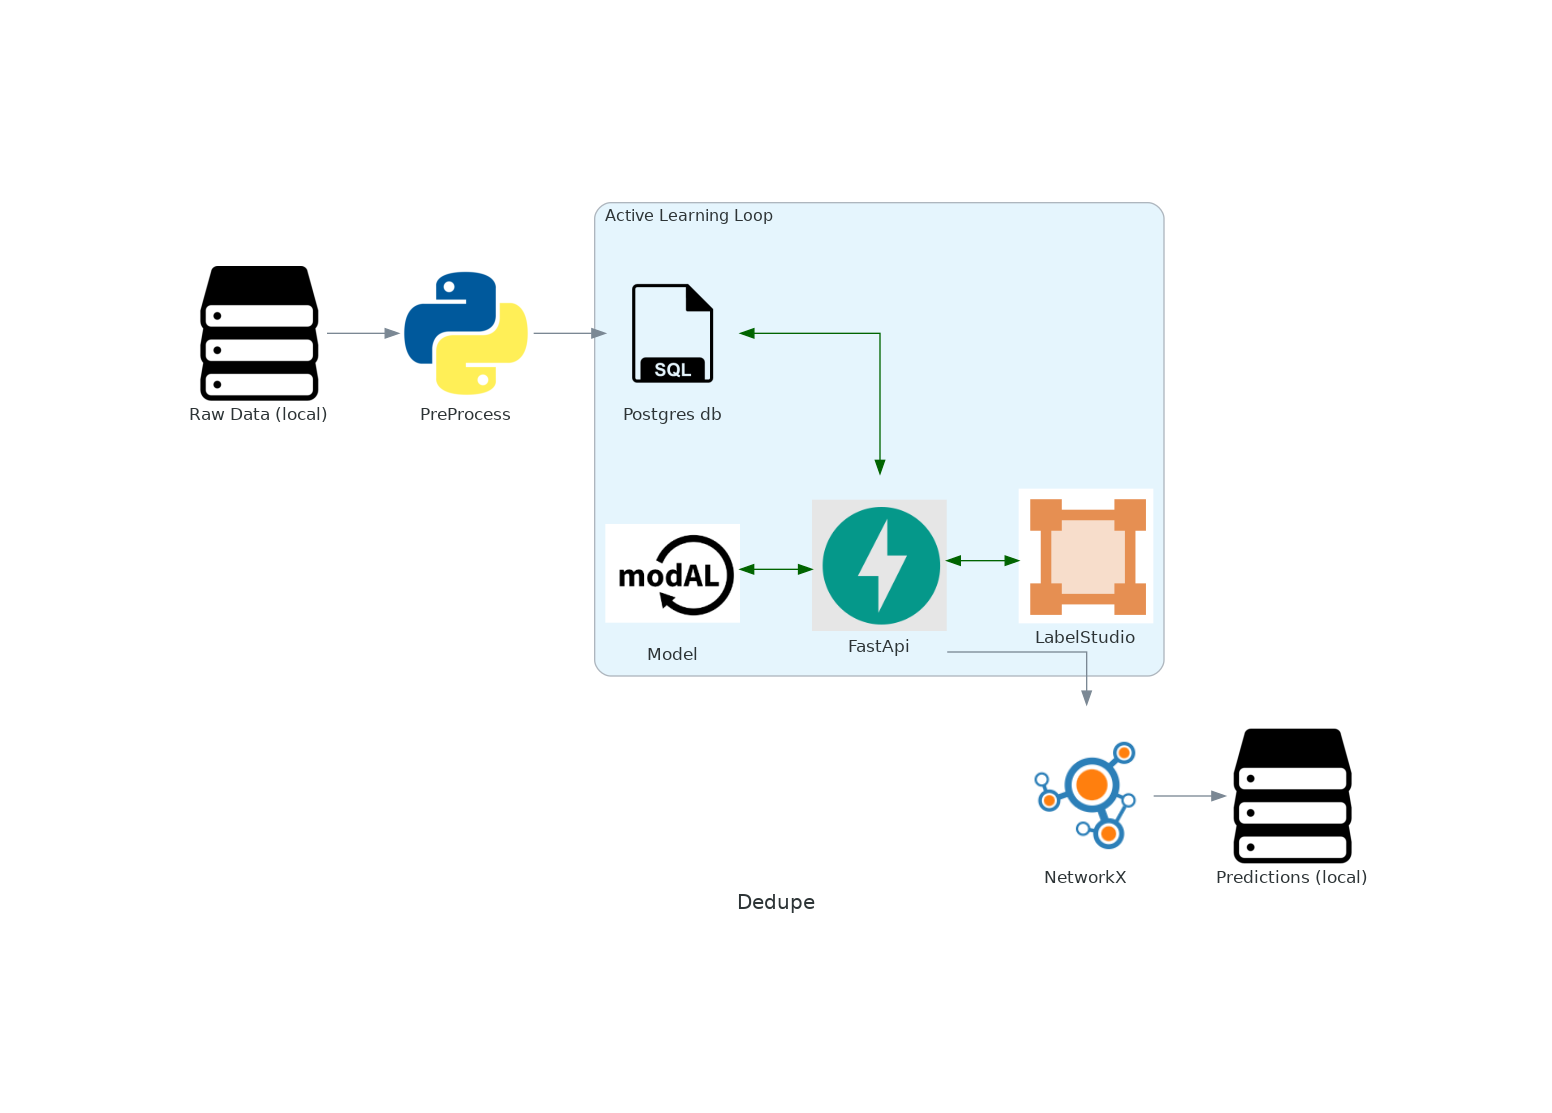 Active Learning Loop
Raw Data (local)
PreProcess
SQL
Postgres db
modAL
Model
FastApi
LabelStudio
NetworkX
Predictions (local)
Dedupe